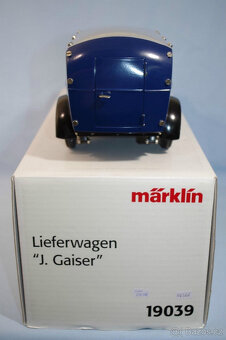 märklin
Lieferwagen
"J. Gaiser"
19039